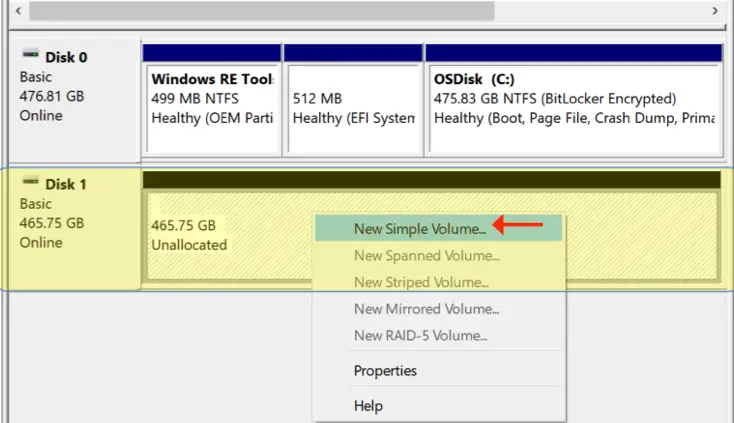 Disk 0
Basic
476.81 GB
Online
Windows RE Tool
499 MB NTFS
Healthy (OEM Parti
512 MB
Healthy (EFI System
OSDisk (C:)
475.83 GB NTFS (BitLocker Encrypted)
Healthy (Boot, Page File, Crash Dump, Prima
Disk 1
Basic
465.75 GB
Online
465.75 GB
Unallocated
New Simple Volume...
New Spanned Volume...
New Striped Volume...
New Mirrored Volume...
New RAID-5 Volume...
Properties
Help